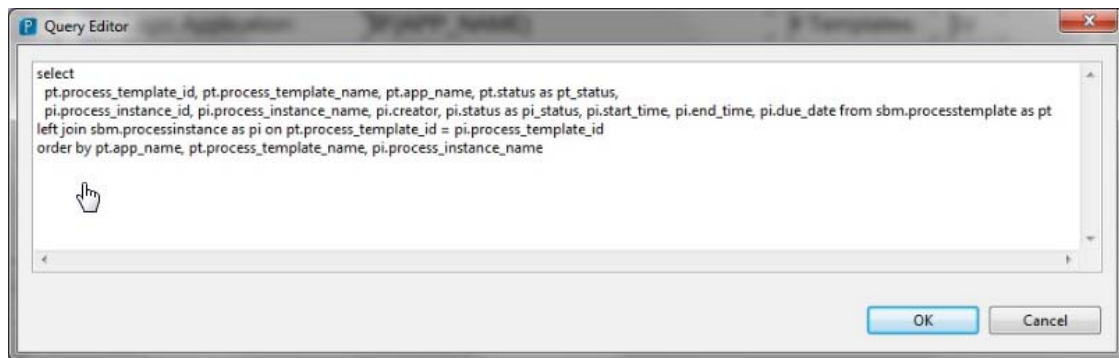 Query Editor
select
pt.process_template_id, pt.process_template_name, pt.app_name, pt.status as pt_status,
pi.process_instance_id, pi.process_instance_name, pi.creator, pi.status as pi_status, pi.start_time, pi.end_time, pi.due_date from sbm.processtemplate as pt
left join sbm.processinstance as pi on pt.process_template_id = pi.process_template_id
order by pt.app_name, pt.process_template_name, pi.process_instance_name
OK Cancel